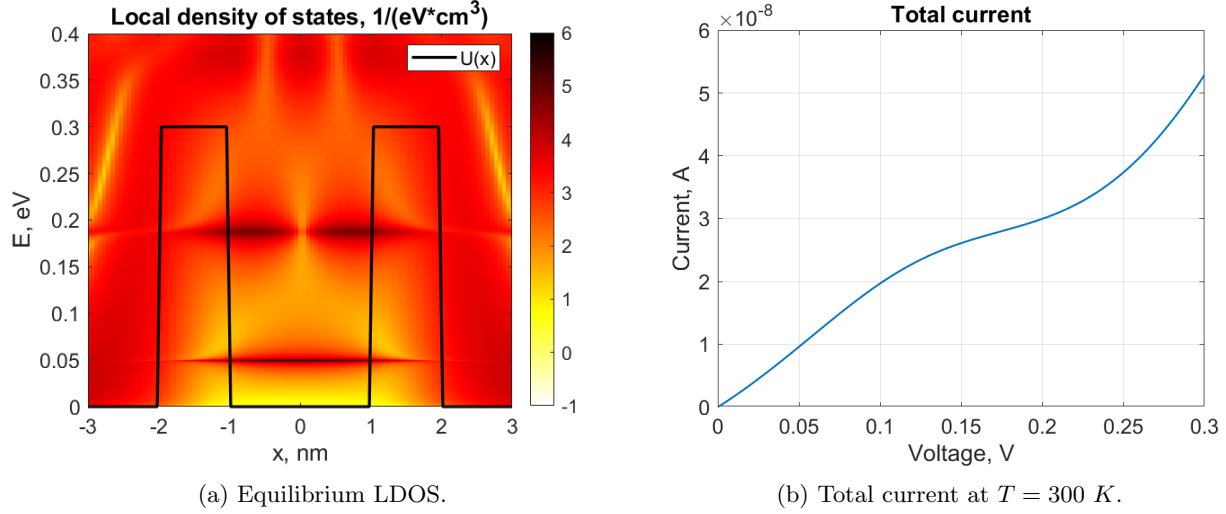 Local density of states, 1/(eV*cm³)
U(x)
0.4
0.35
0.3
0.25
0.2
0.15
0.1
0.05
0
E, eV
-3 -2 -1 0 1 2 3
x, nm
6
5
4
3
2
1
0
-1
(a) Equilibrium LDOS.
Total current
×10⁻⁸
6
5
4
3
2
1
0
Current, A
0 0.05 0.1 0.15 0.2 0.25 0.3
Voltage, V
(b) Total current at T = 300 K.